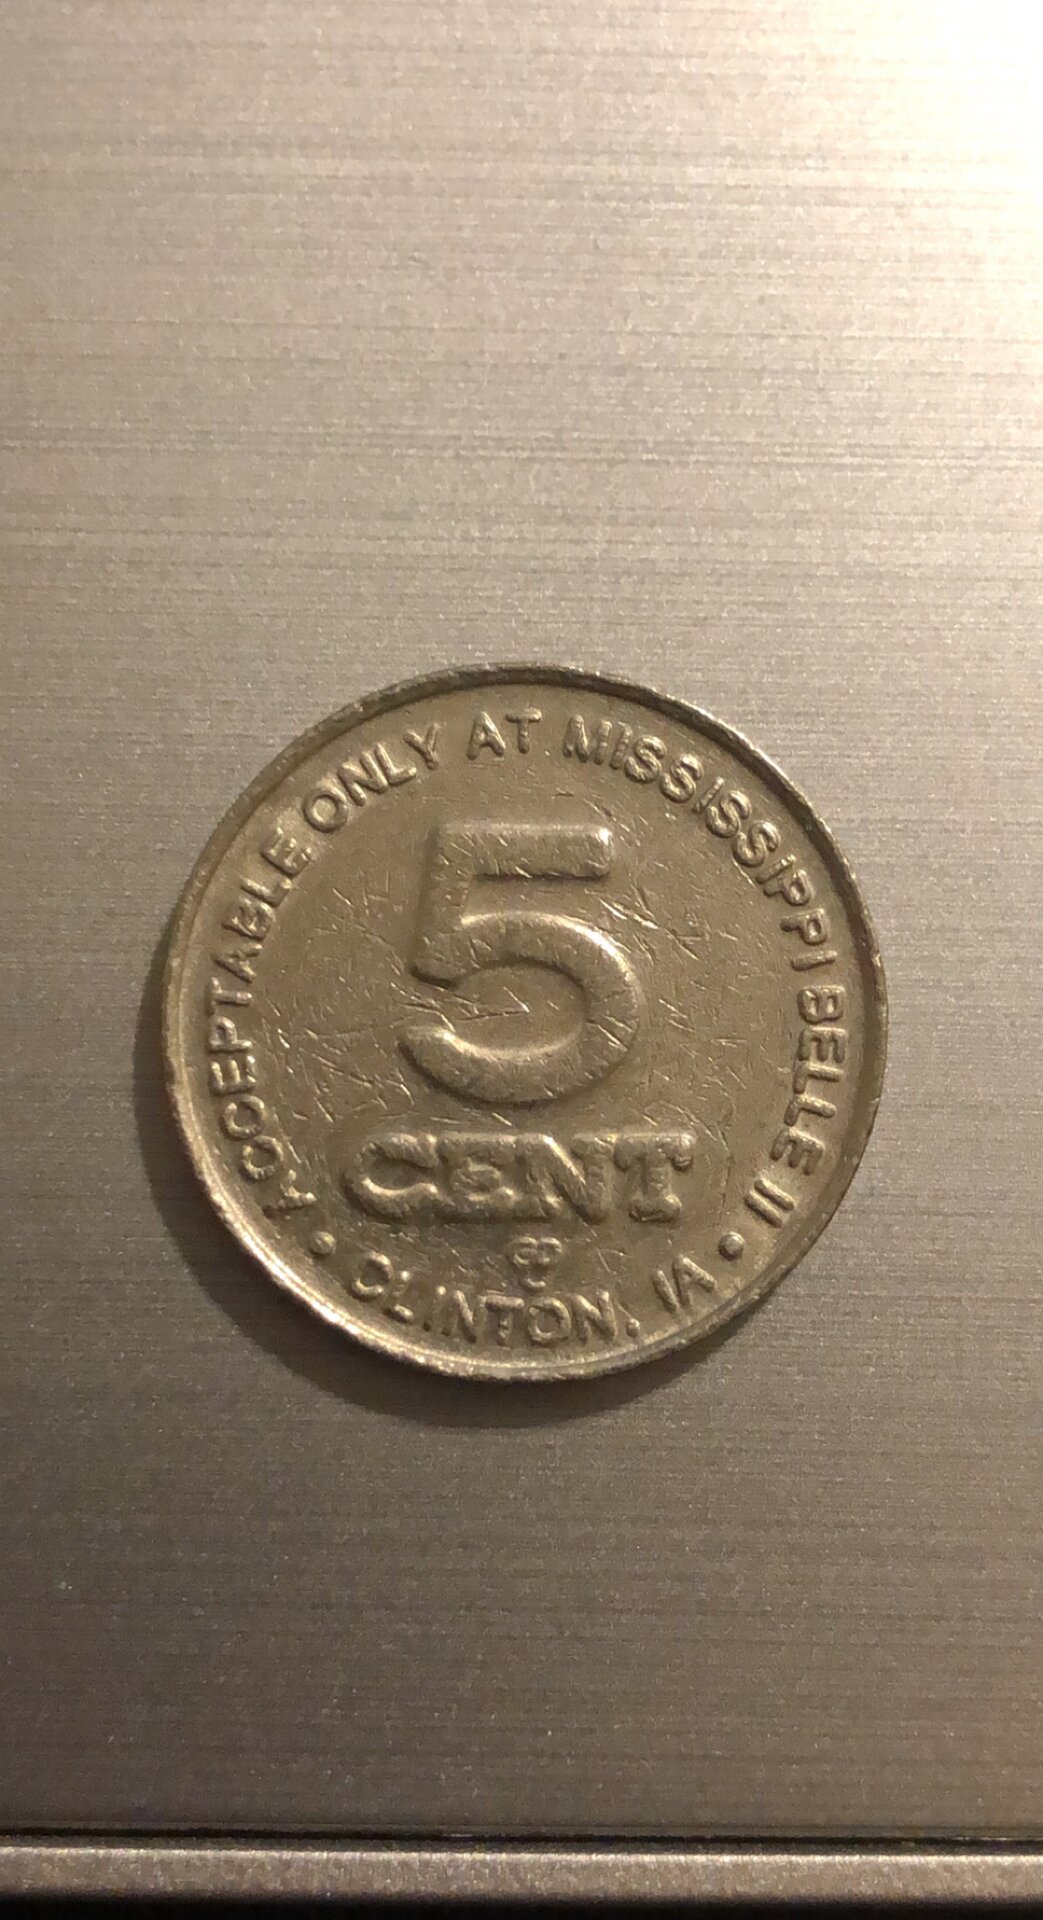 • ACCEPTABLE ONLY AT MISSISSIPPI BELLE II •
5
CENT
CLINTON, IA